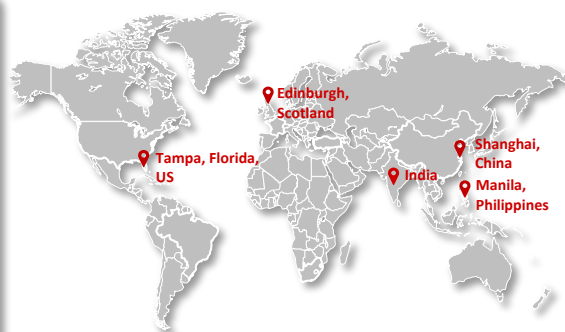 Edinburgh,
Scotland
Tampa, Florida,
US
Shanghai,
China
India
Manila,
Philippines